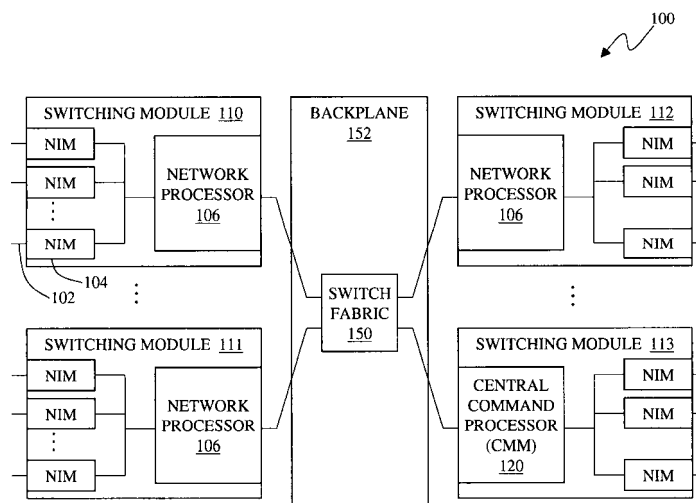 100
SWITCHING MODULE 110
NIM
NIM
NIM
NETWORK
PROCESSOR
106
102
104
BACKPLANE
152
SWITCH
FABRIC
150
SWITCHING MODULE 112
NETWORK
PROCESSOR
106
NIM
NIM
NIM
SWITCHING MODULE 111
NIM
NIM
NIM
NETWORK
PROCESSOR
106
SWITCHING MODULE 113
CENTRAL
COMMAND
PROCESSOR
(CMM)
120
NIM
NIM
NIM